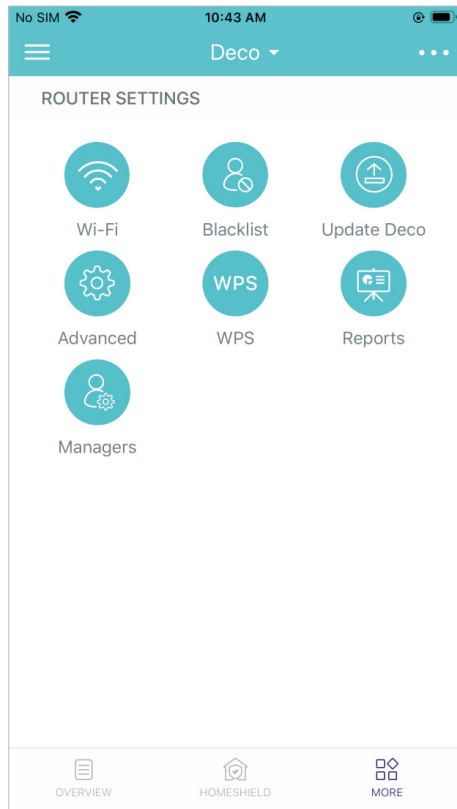 No SIM 10:43 AM
Deco
ROUTER SETTINGS
Wi-Fi Blacklist Update Deco
WPS
Advanced WPS Reports
Managers
OVERVIEW HOMESHIELD MORE